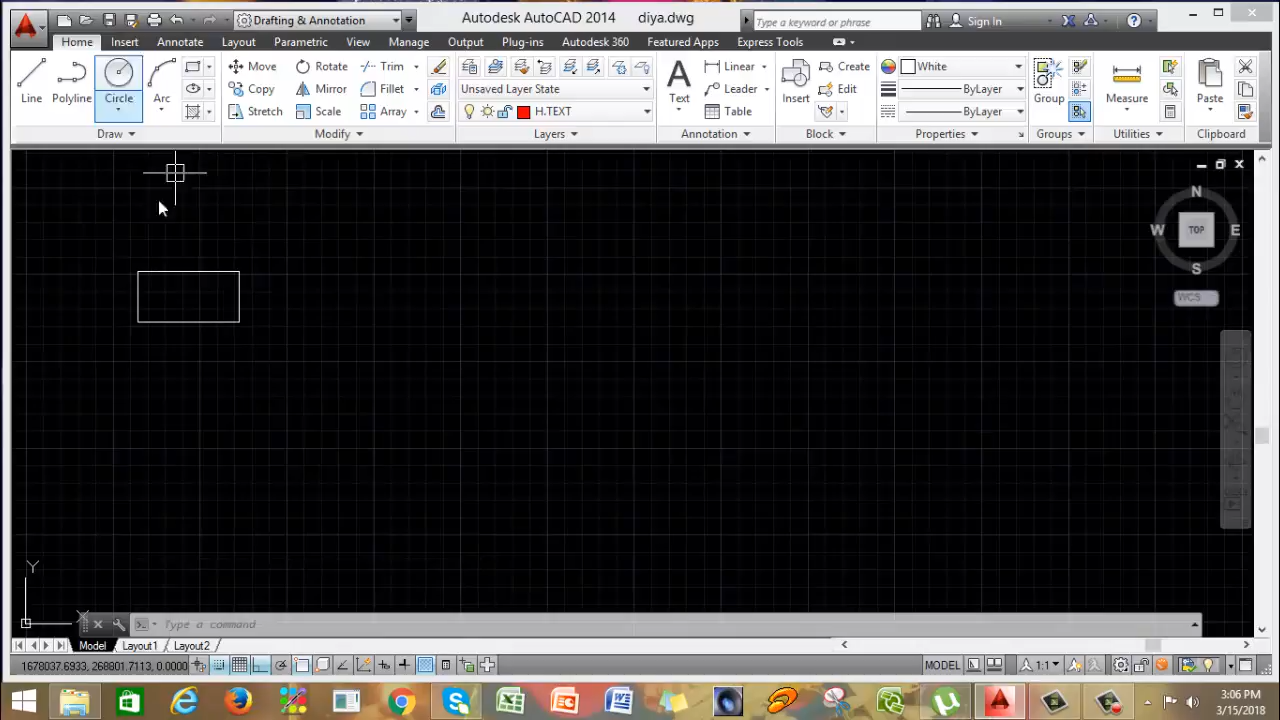 Drafting & Annotation Autodesk AutoCAD 2014 diya.dwg Type a keyword or phrase Sign In
Home Insert Annotate Layout Parametric View Manage Output Plug-ins Autodesk 360 Featured Apps Express Tools
Move Rotate Trim Linear Create White
Unsaved Layer State
Copy Mirror Fillet Leader Edit ByLayer
Line Polyline Circle Arc Text Insert Group Measure Paste
Stretch Scale Array H.TEXT Table ByLayer
Draw Modify Layers Annotation Block Properties Groups Utilities Clipboard
N
W TOP E
S
WCS
Y
X
Type a command
Model Layout1 Layout2
1678037.6933, 268801.7113, 0.0000 MODEL 1:1
3:06 PM
3/15/2018